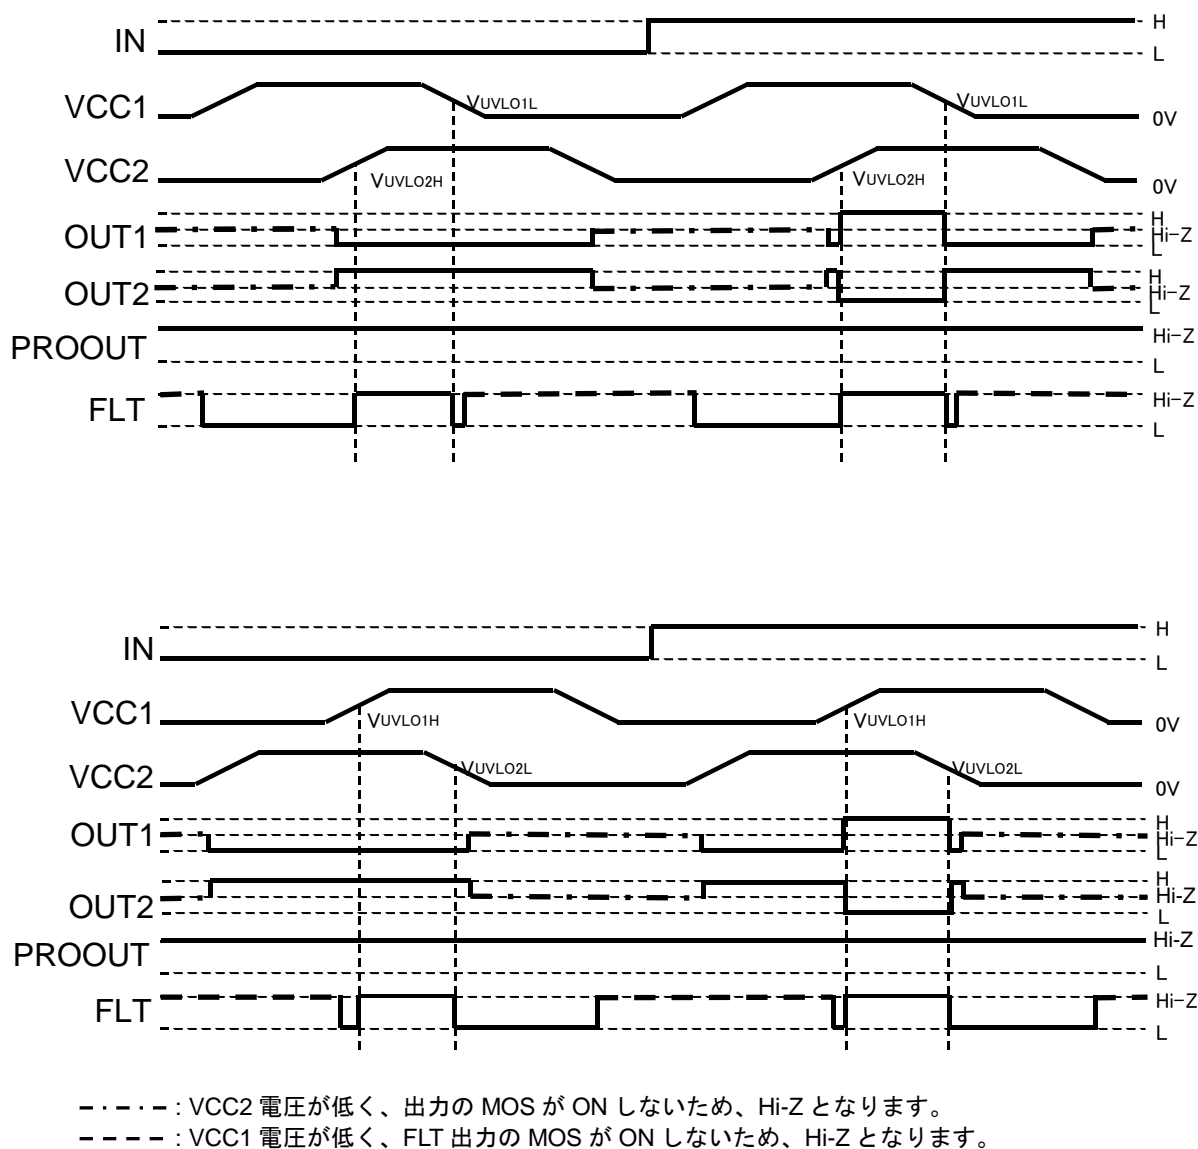 IN
H
L
VCC1
VUVLO1L
VUVLO1L
0V
VCC2
VUVLO2H
VUVLO2H
0V
OUT1
H
Hi-Z
L
OUT2
H
Hi-Z
L
PROOUT
Hi-Z
L
FLT
Hi-Z
L
IN
H
L
VCC1
VUVLO1H
VUVLO1H
0V
VCC2
VUVLO2L
VUVLO2L
0V
OUT1
H
Hi-Z
L
OUT2
H
Hi-Z
L
PROOUT
Hi-Z
L
FLT
Hi-Z
L
: VCC2 電圧が低く、出力の MOS が ON しないため、Hi-Z となります。
: VCC1 電圧が低く、FLT 出力の MOS が ON しないため、Hi-Z となります。